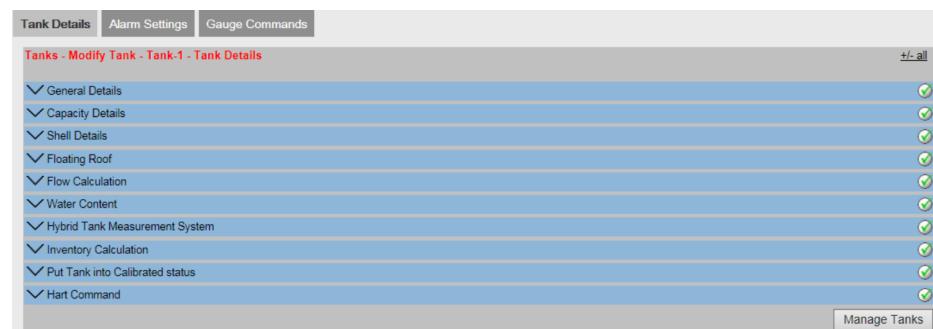 Tank Details Alarm Settings Gauge Commands
Tanks - Modify Tank - Tank-1 - Tank Details +/- all
General Details
Capacity Details
Shell Details
Floating Roof
Flow Calculation
Water Content
Hybrid Tank Measurement System
Inventory Calculation
Put Tank into Calibrated status
Hart Command
Manage Tanks